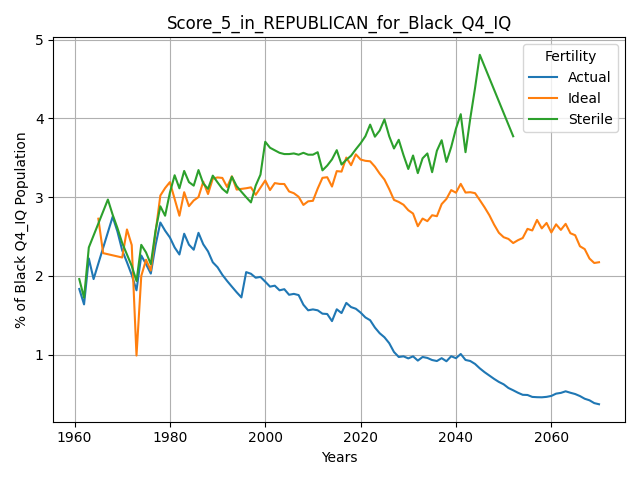 Score_5_in_REPUBLICAN_for_Black_Q4_IQ
% of Black Q4_IQ Population
5
4
3
2
1
Fertility
Actual
Ideal
Sterile
1960 1980 2000 2020 2040 2060
Years